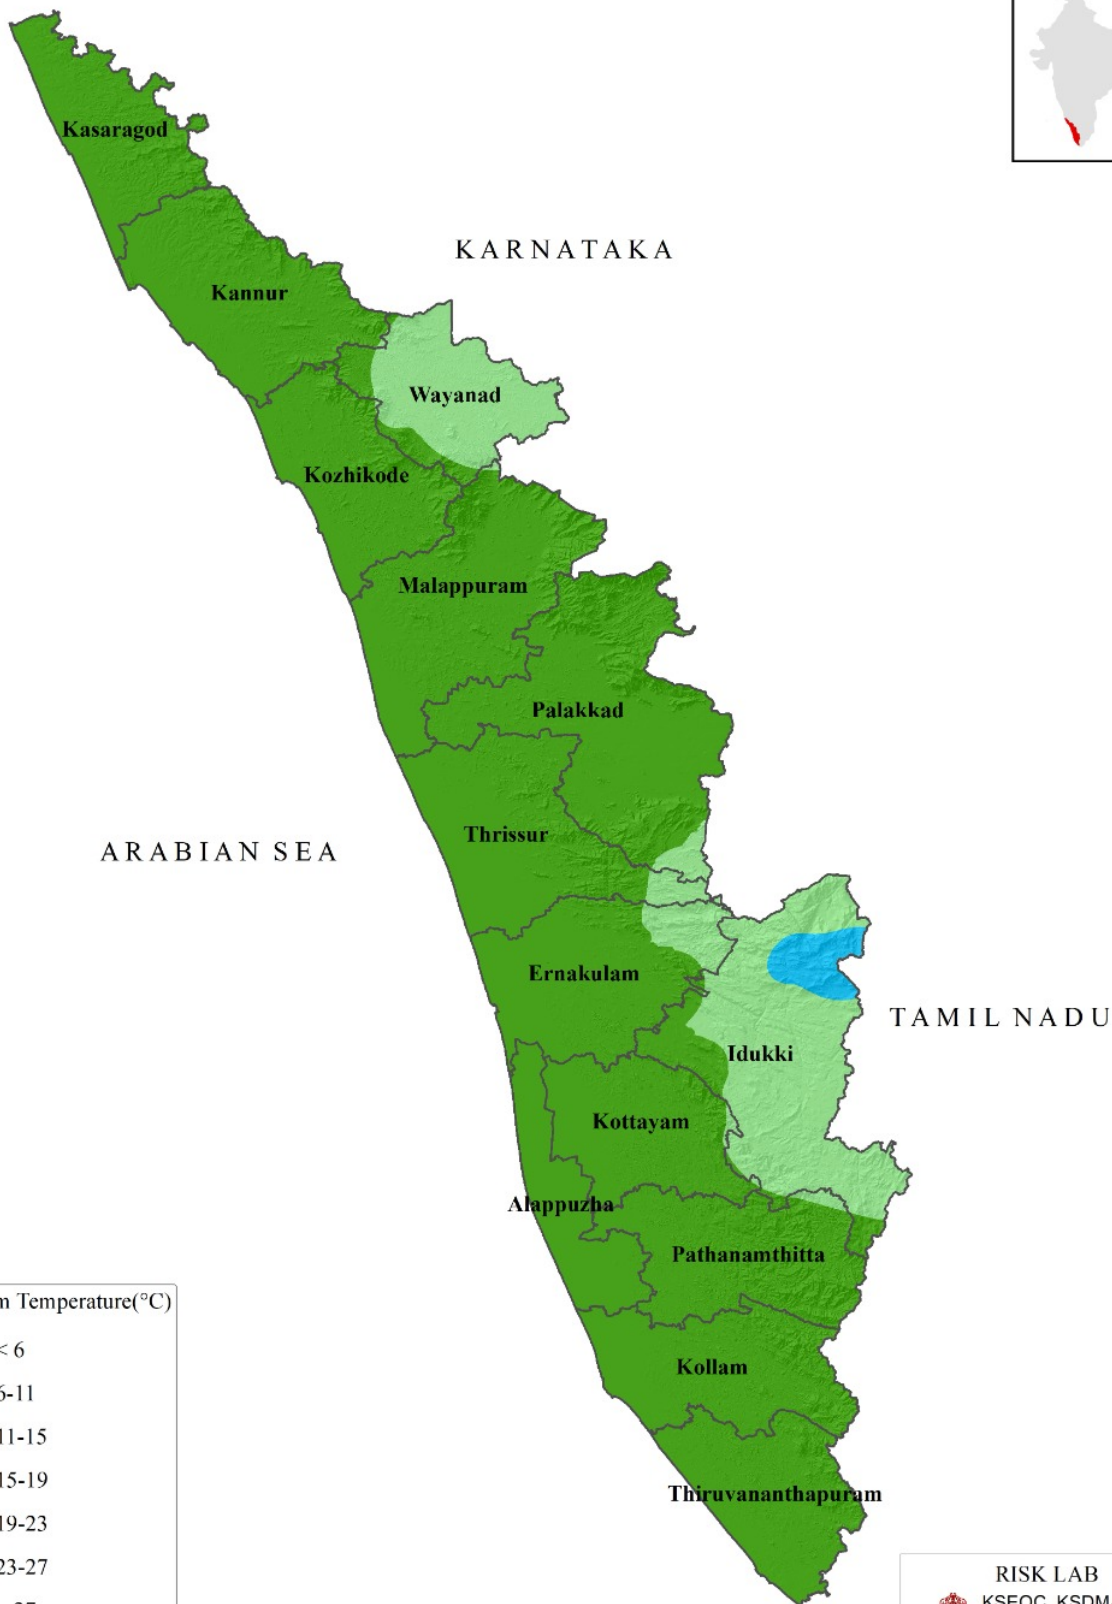 Kasaragod
KARNATAKA
Kannur
Wayanad
Kozhikode
Malappuram
Palakkad
Thrissur
ARABIAN SEA
Ernakulam
TAMIL NADU
Idukki
Kottayam
Alappuzha
Pathanamthitta
m Temperature(°C)
< 6
6-11
Kollam
11-15
15-19
Thiruvananthapuram
19-23
23-27
RISK LAB